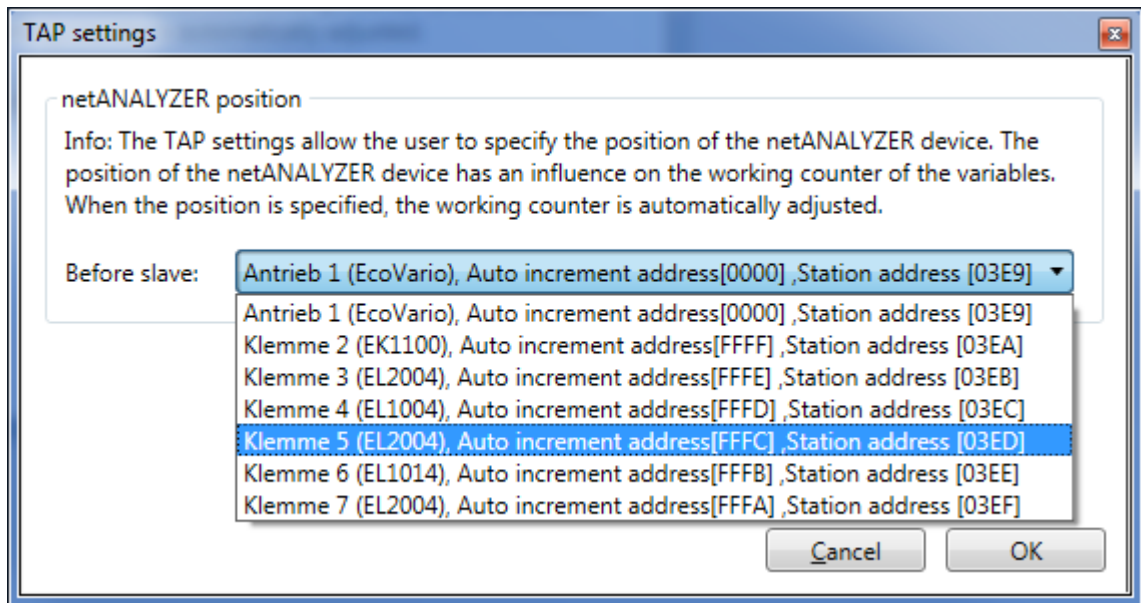 TAP settings
netANALYZER position
Info: The TAP settings allow the user to specify the position of the netANALYZER device. The
position of the netANALYZER device has an influence on the working counter of the variables.
When the position is specified, the working counter is automatically adjusted.
Before slave: Antrieb 1 (EcoVario), Auto increment address[0000] ,Station address [03E9]
Antrieb 1 (EcoVario), Auto increment address[0000] ,Station address [03E9]
Klemme 2 (EK1100), Auto increment address[FFFF] ,Station address [03EA]
Klemme 3 (EL2004), Auto increment address[FFFE] ,Station address [03EB]
Klemme 4 (EL1004), Auto increment address[FFFD] ,Station address [03EC]
Klemme 5 (EL2004), Auto increment address[FFFC] ,Station address [03ED]
Klemme 6 (EL1014), Auto increment address[FFFB] ,Station address [03EE]
Klemme 7 (EL2004), Auto increment address[FFFA] ,Station address [03EF]
Cancel OK